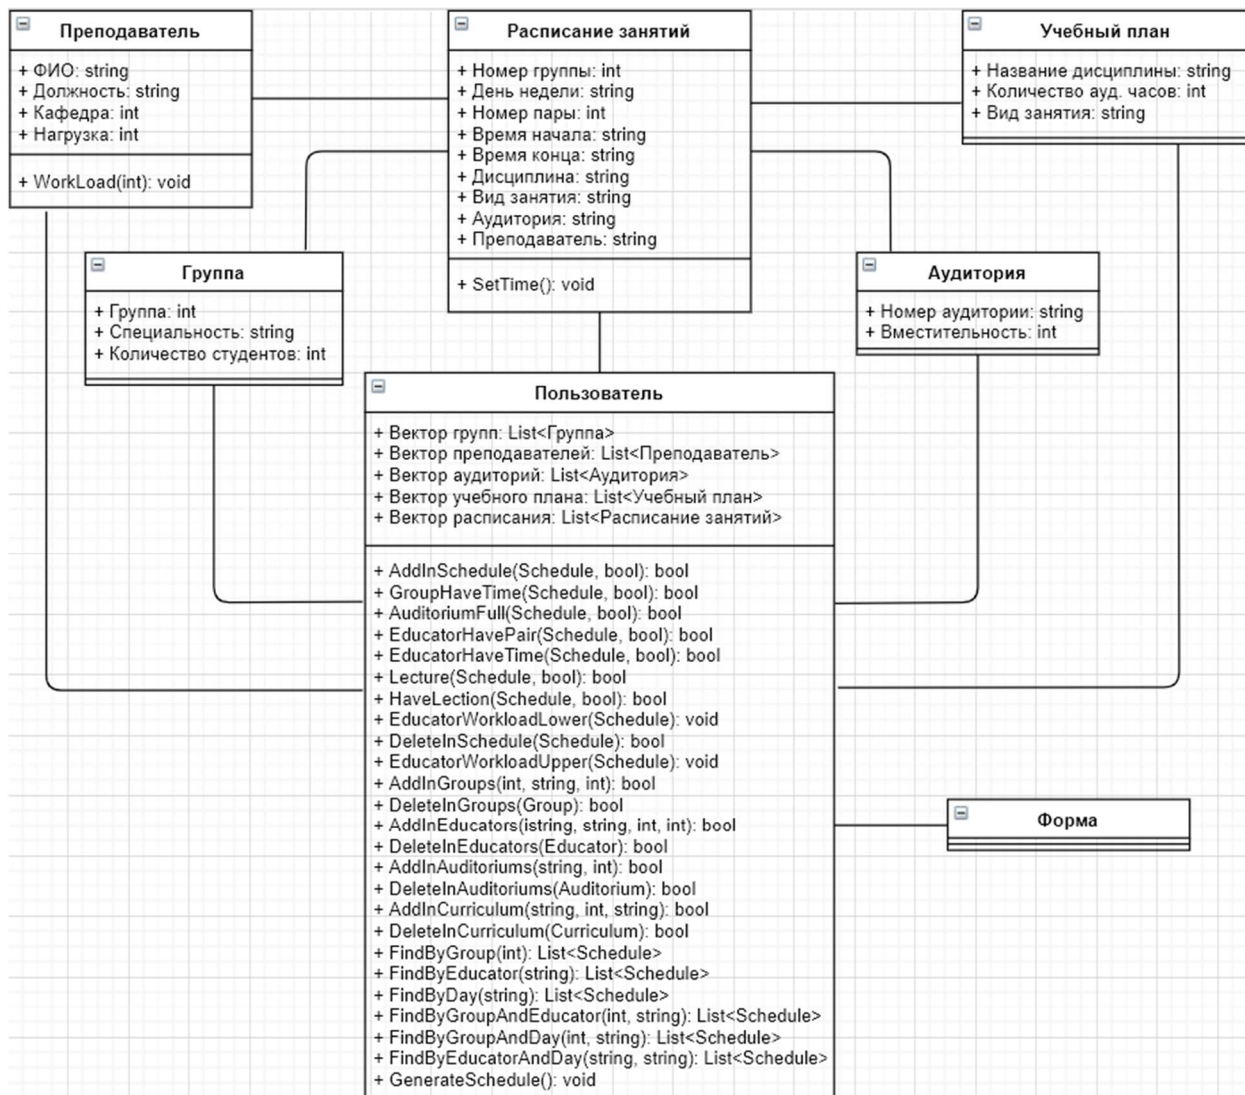 Преподаватель
+ ФИО: string
+ Должность: string
+ Кафедра: int
+ Нагрузка: int
+ WorkLoad(int): void
Расписание занятий
+ Номер группы: int
+ День недели: string
+ Номер пары: int
+ Время начала: string
+ Время конца: string
+ Дисциплина: string
+ Вид занятия: string
+ Аудитория: string
+ Преподаватель: string
+ SetTime(): void
Учебный план
+ Название дисциплины: string
+ Количество ауд. часов: int
+ Вид занятия: string
Группа
+ Группа: int
+ Специальность: string
+ Количество студентов: int
Аудитория
+ Номер аудитории: string
+ Вместительность: int
Пользователь
+ Вектор групп: List<Группа>
+ Вектор преподавателей: List<Преподаватель>
+ Вектор аудиторий: List<Аудитория>
+ Вектор учебного плана: List<Учебный план>
+ Вектор расписания: List<Расписание занятий>
+ AddInSchedule(Schedule, bool): bool
+ GroupHaveTime(Schedule, bool): bool
+ AuditoriumFull(Schedule, bool): bool
+ EducatorHavePair(Schedule, bool): bool
+ EducatorHaveTime(Schedule, bool): bool
+ Lecture(Schedule, bool): bool
+ HaveLection(Schedule, bool): bool
+ EducatorWorkloadLower(Schedule): void
+ DeleteInSchedule(Schedule): bool
+ EducatorWorkloadUpper(Schedule): void
+ AddInGroups(int, string, int): bool
+ DeleteInGroups(Group): bool
+ AddInEducators(istring, string, int, int): bool
+ DeleteInEducators(Educator): bool
+ AddInAuditoriums(string, int): bool
+ DeleteInAuditoriums(Auditorium): bool
+ AddInCurriculum(string, int, string): bool
+ DeleteInCurriculum(Curriculum): bool
+ FindByGroup(int): List<Schedule>
+ FindByEducator(string): List<Schedule>
+ FindByDay(string): List<Schedule>
+ FindByGroupAndEducator(int, string): List<Schedule>
+ FindByGroupAndDay(int, string): List<Schedule>
+ FindByEducatorAndDay(string, string): List<Schedule>
+ GenerateSchedule(): void
Форма